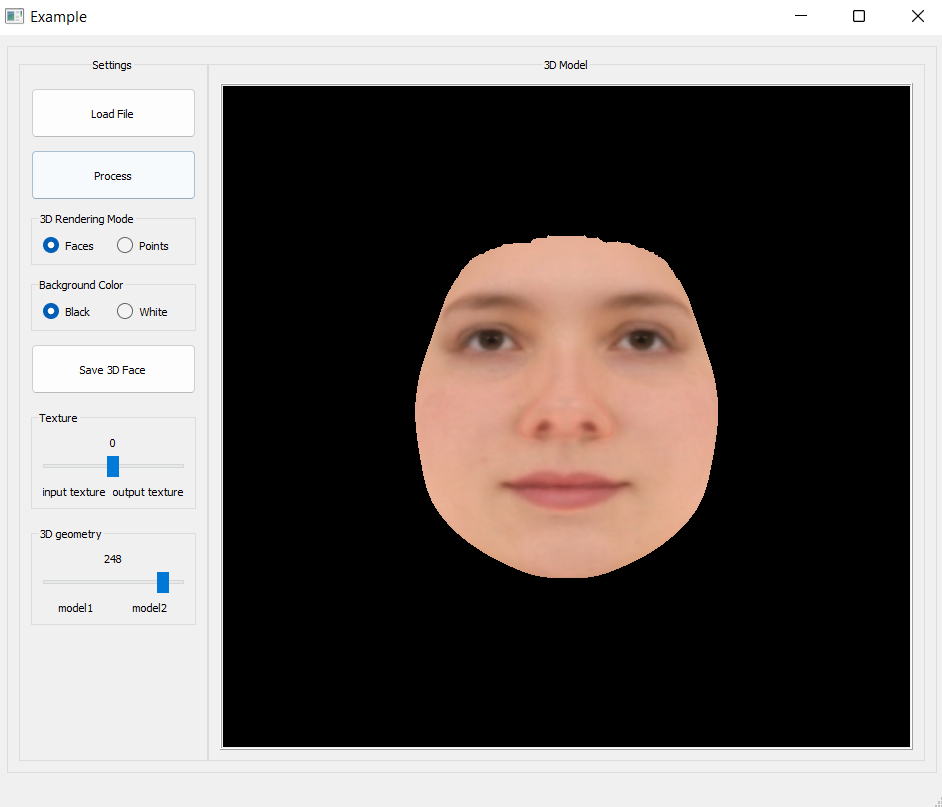 Example
Settings
3D Model
Load File
Process
3D Rendering Mode
Faces
Points
Background Color
Black
White
Save 3D Face
Texture
0
input texture
output texture
3D geometry
248
model1
model2